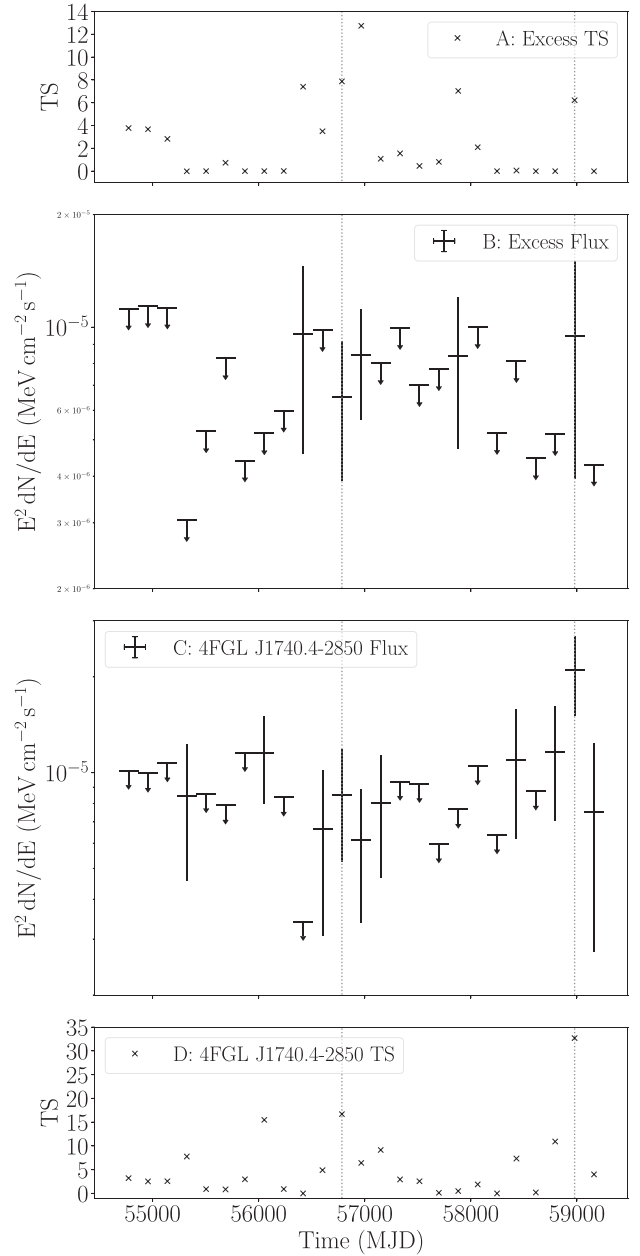 14
12
10
8
6
4
2
0
TS
A: Excess TS
2 × 10⁻⁵
10⁻⁵
6 × 10⁻⁶
4 × 10⁻⁶
3 × 10⁻⁶
2 × 10⁻⁶
E² dN/dE (MeV cm⁻² s⁻¹)
B: Excess Flux
10⁻⁵
E² dN/dE (MeV cm⁻² s⁻¹)
C: 4FGL J1740.4-2850 Flux
35
30
25
20
15
10
5
0
TS
D: 4FGL J1740.4-2850 TS
55000 56000 57000 58000 59000
Time (MJD)